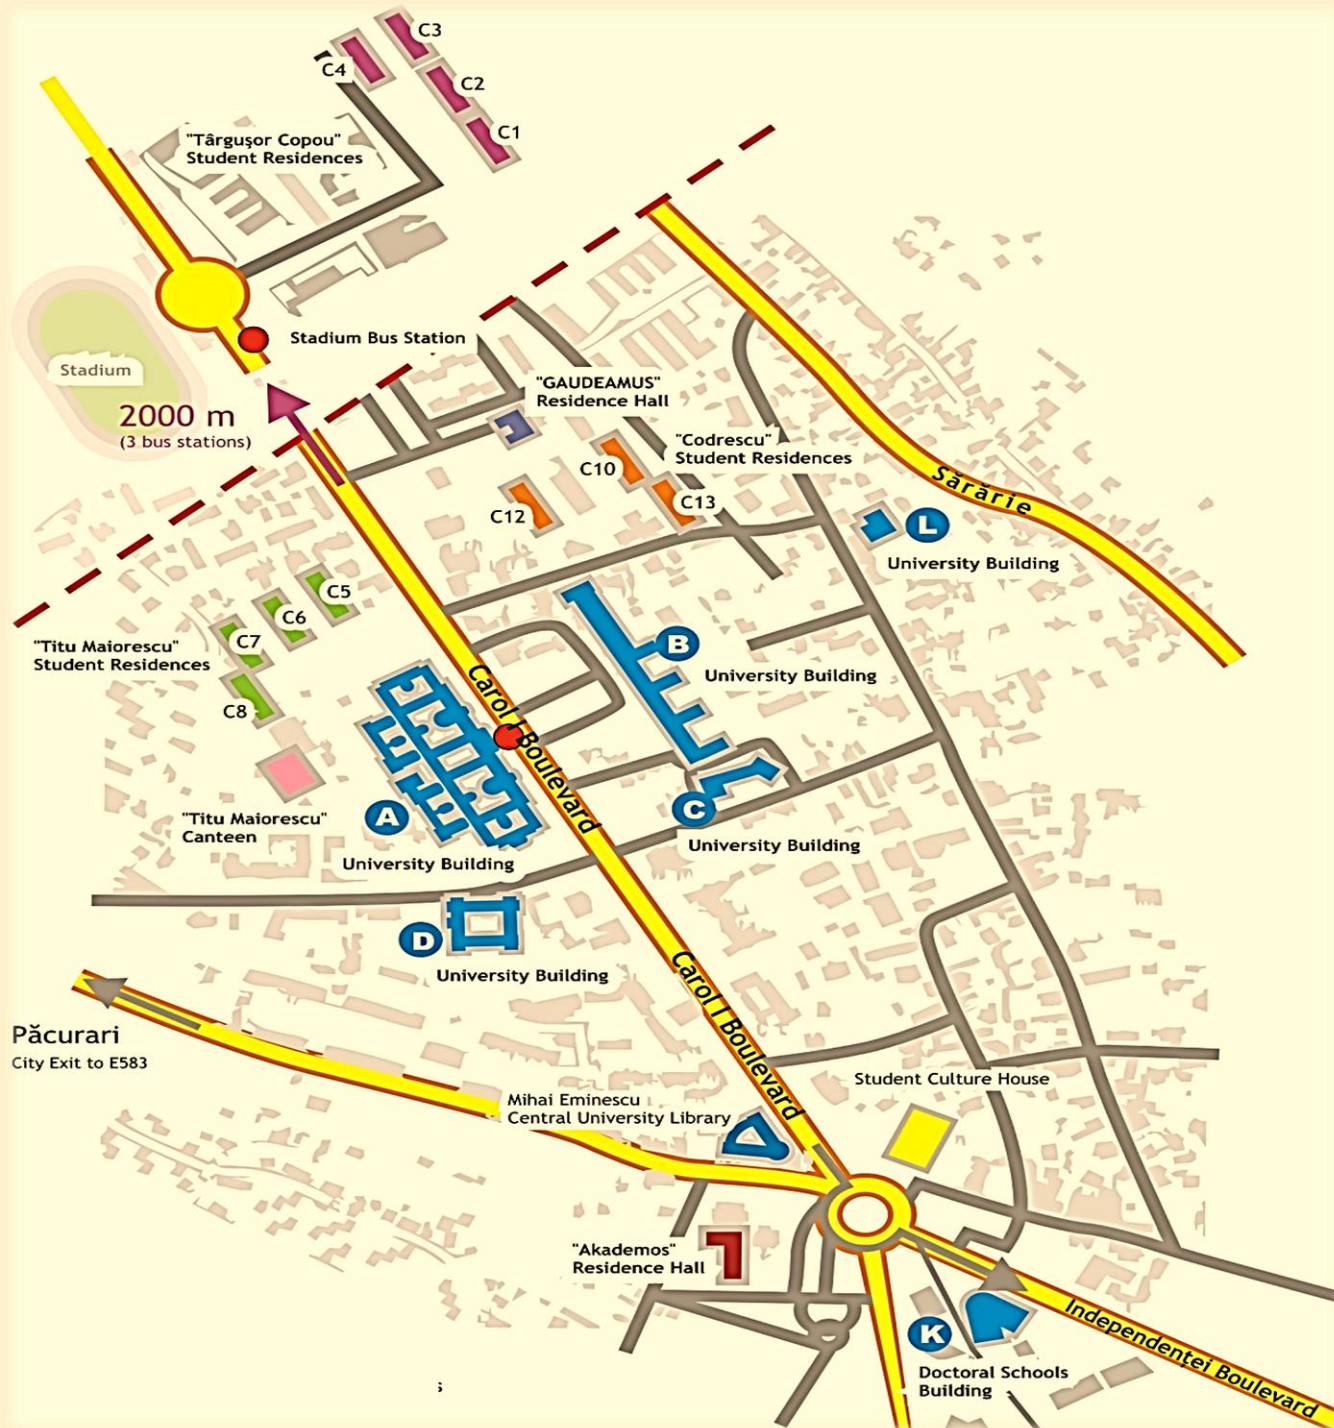 C3
C4
C2
C1
"Târguşor Copou"
Student Residences
Stadium Bus Station
Stadium
2000 m
(3 bus stations)
"GAUDEAMUS"
Residence Hall
"Codrescu"
Student Residences
C10
C13
C12
Sărărie
L
University Building
C5
C6
C7
C8
"Titu Maiorescu"
Student Residences
B
University Building
Carol I Boulevard
"Titu Maiorescu"
Canteen
A
University Building
C
University Building
D
University Building
Carol I Boulevard
Păcurari
City Exit to E583
Student Culture House
Mihai Eminescu
Central University Library
"Akademos"
Residence Hall
Independenței Boulevard
K
Doctoral Schools
Building
s